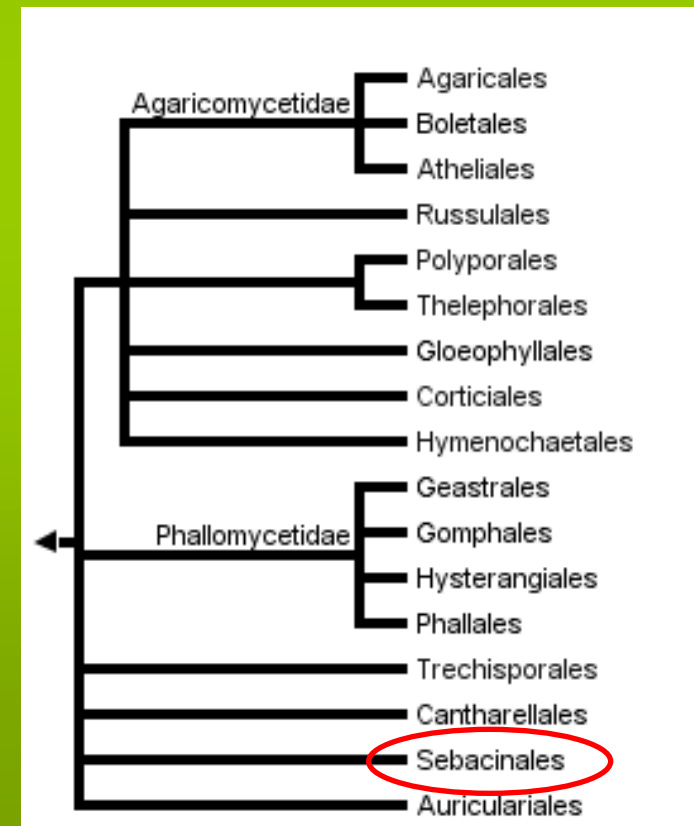 Agaricomycetidae
Agaricales
Boletales
Atheliales
Russulales
Polyporales
Thelephorales
Gloeophyllales
Corticiales
Hymenochaetales
Phallomycetidae
Geastrales
Gomphales
Hysterangiales
Phallales
Trechisporales
Cantharellales
Sebacinales
Auriculariales